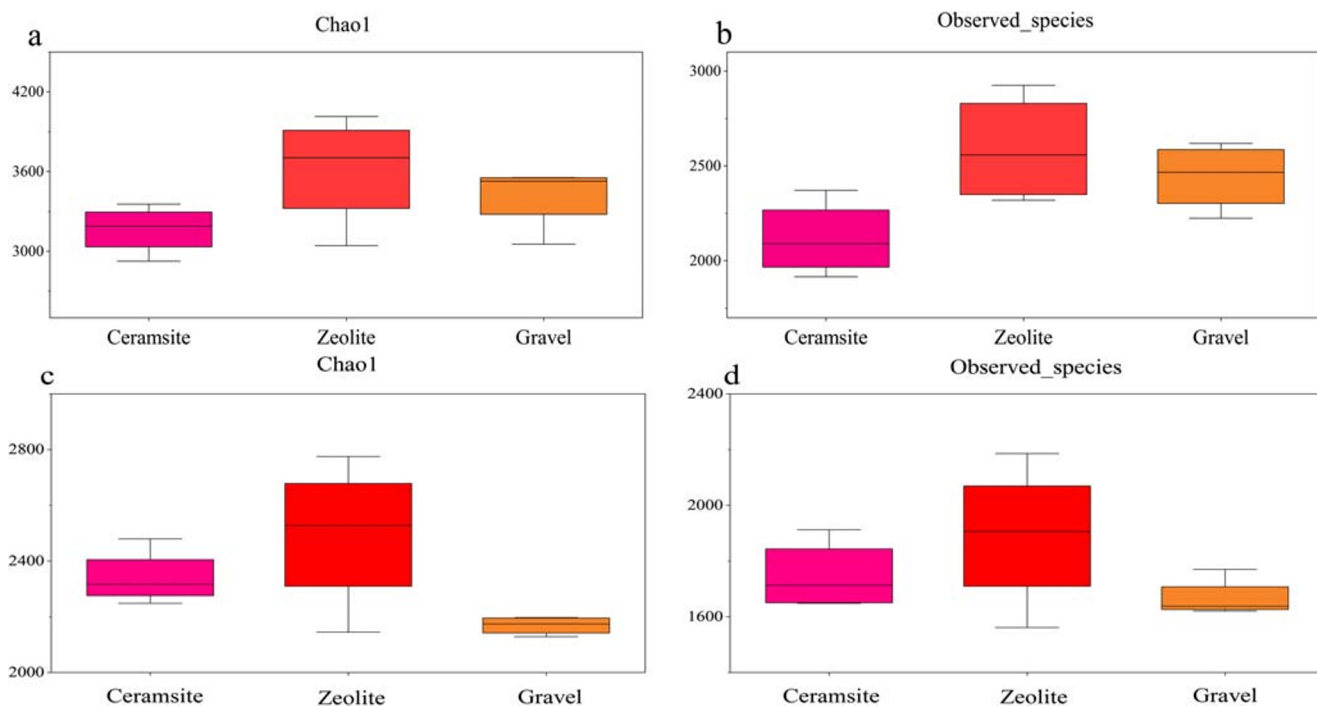 a
Chao1
4200
3600
3000
Ceramsite Zeolite Gravel
b
Observed_species
3000
2500
2000
Ceramsite Zeolite Gravel
c
Chao1
2800
2400
2000
Ceramsite Zeolite Gravel
d
Observed_species
2400
2000
1600
Ceramsite Zeolite Gravel